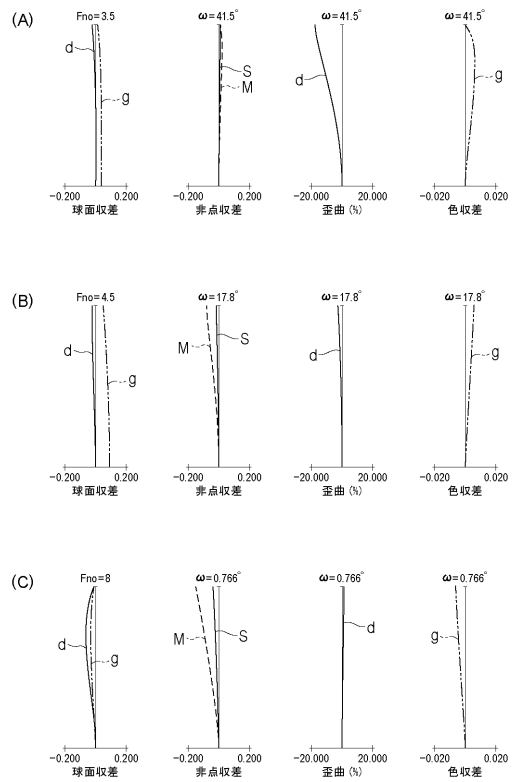 (A)
Fno=3.5
ω=41.5°
ω=41.5°
ω=41.5°
d
g
S
M
d
g
−0.200 0.200
−0.200 0.200
−20.000 20.000
−0.020 0.020
球面収差
非点収差
歪曲(%)
色収差
(B)
Fno=4.5
ω=17.8°
ω=17.8°
ω=17.8°
d
g
M
S
d
g
−0.200 0.200
−0.200 0.200
−20.000 20.000
−0.020 0.020
球面収差
非点収差
歪曲(%)
色収差
(C)
Fno=8
ω=0.766°
ω=0.766°
ω=0.766°
d
g
M
S
d
g
−0.200 0.200
−0.200 0.200
−20.000 20.000
−0.020 0.020
球面収差
非点収差
歪曲(%)
色収差